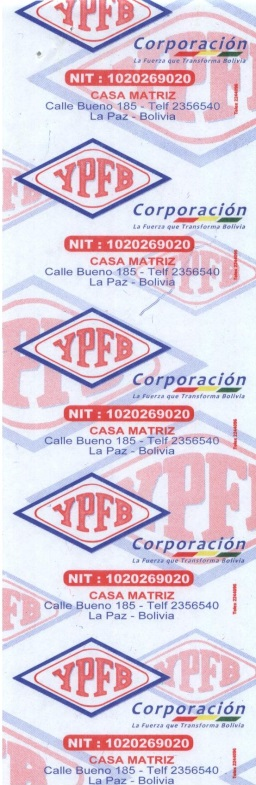 YPFB
Corporación
La Fuerza que Transforma Bolivia
NIT : 1020269020
CASA MATRIZ
Calle Bueno 185 - Telf 2356540
La Paz - Bolivia
YPFB
Corporación
La Fuerza que Transforma Bolivia
NIT : 1020269020
CASA MATRIZ
Calle Bueno 185 - Telf 2356540
La Paz - Bolivia
YPFB
Corporación
La Fuerza que Transforma Bolivia
NIT : 1020269020
CASA MATRIZ
Calle Bueno 185 - Telf 2356540
La Paz - Bolivia
YPFB
Corporación
La Fuerza que Transforma Bolivia
NIT : 1020269020
CASA MATRIZ
Calle Bueno 185 - Telf 2356540
La Paz - Bolivia
YPFB
Corporación
La Fuerza que Transforma Bolivia
NIT : 1020269020
CASA MATRIZ
Calle Bueno 185 - Telf 2356540
La Paz - Bolivia